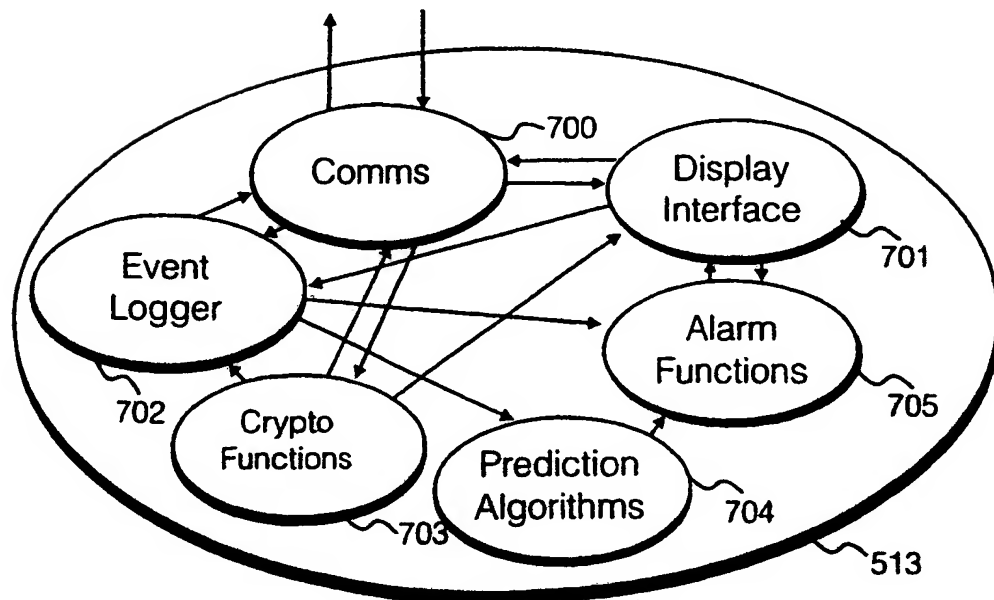 Comms
700
Display
Interface
701
Event
Logger
702
Alarm
Functions
705
Crypto
Functions
703
Prediction
Algorithms
704
513